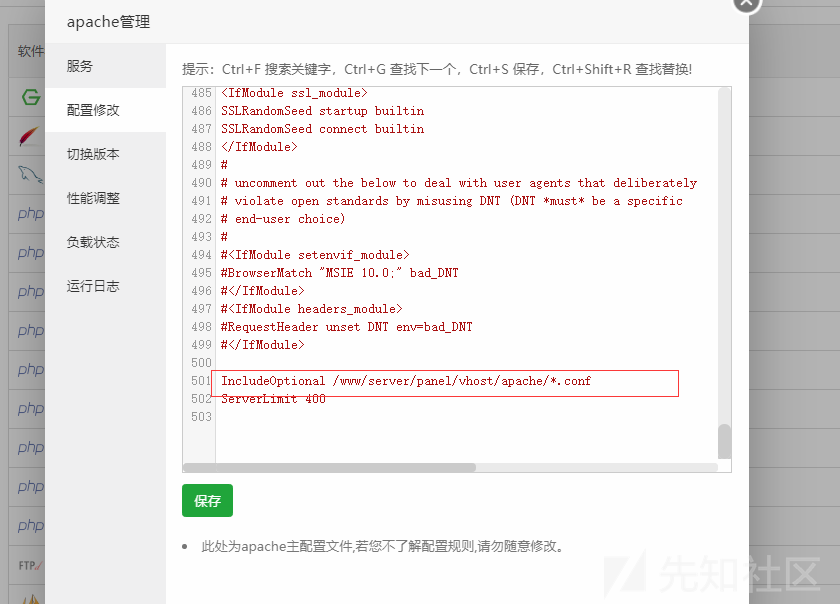 apache管理
软件
服务
配置修改
切换版本
性能调整
负载状态
运行日志
php
php
php
php
php
php
php
php
php
FTP
提示：Ctrl+F 搜索关键字，Ctrl+G 查找下一个，Ctrl+S 保存，Ctrl+Shift+R 查找替换!
485 <IfModule ssl_module>
486 SSLRandomSeed startup builtin
487 SSLRandomSeed connect builtin
488 </IfModule>
489 #
490 # uncomment out the below to deal with user agents that deliberately
491 # violate open standards by misusing DNT (DNT *must* be a specific
492 # end-user choice)
493 #
494 #<IfModule setenvif_module>
495 #BrowserMatch "MSIE 10.0;" bad_DNT
496 #</IfModule>
497 #<IfModule headers_module>
498 #RequestHeader unset DNT env=bad_DNT
499 #</IfModule>
500
501 IncludeOptional /www/server/panel/vhost/apache/*.conf
502 ServerLimit 400
503
保存
此处为apache主配置文件,若您不了解配置规则,请勿随意修改。
先知社区